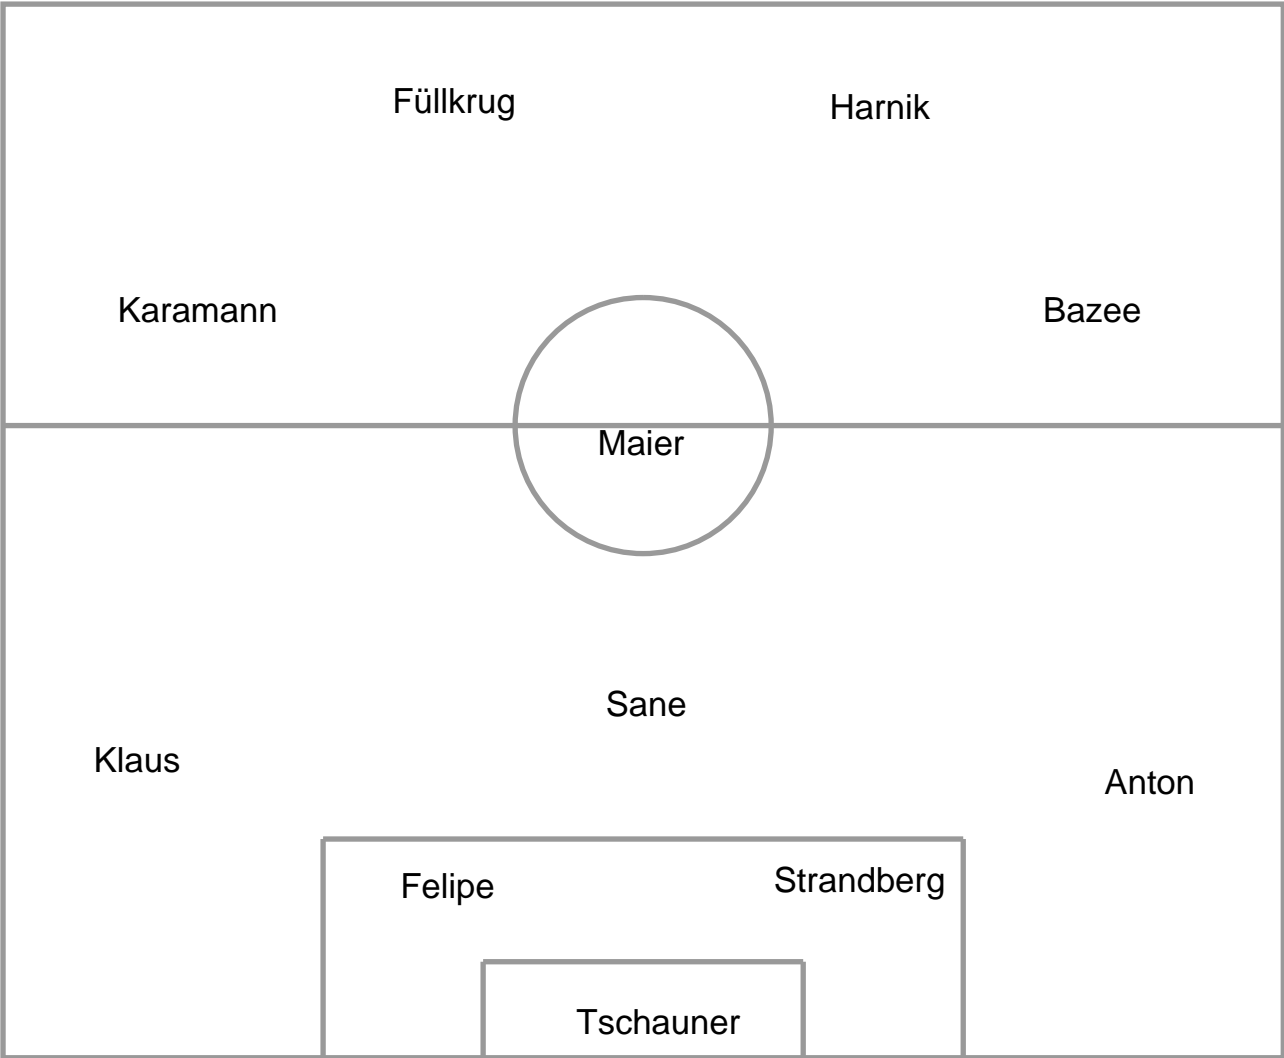 Füllkrug
Harnik
Karamann
Bazee
Maier
Sane
Klaus
Anton
Felipe
Strandberg
Tschauner